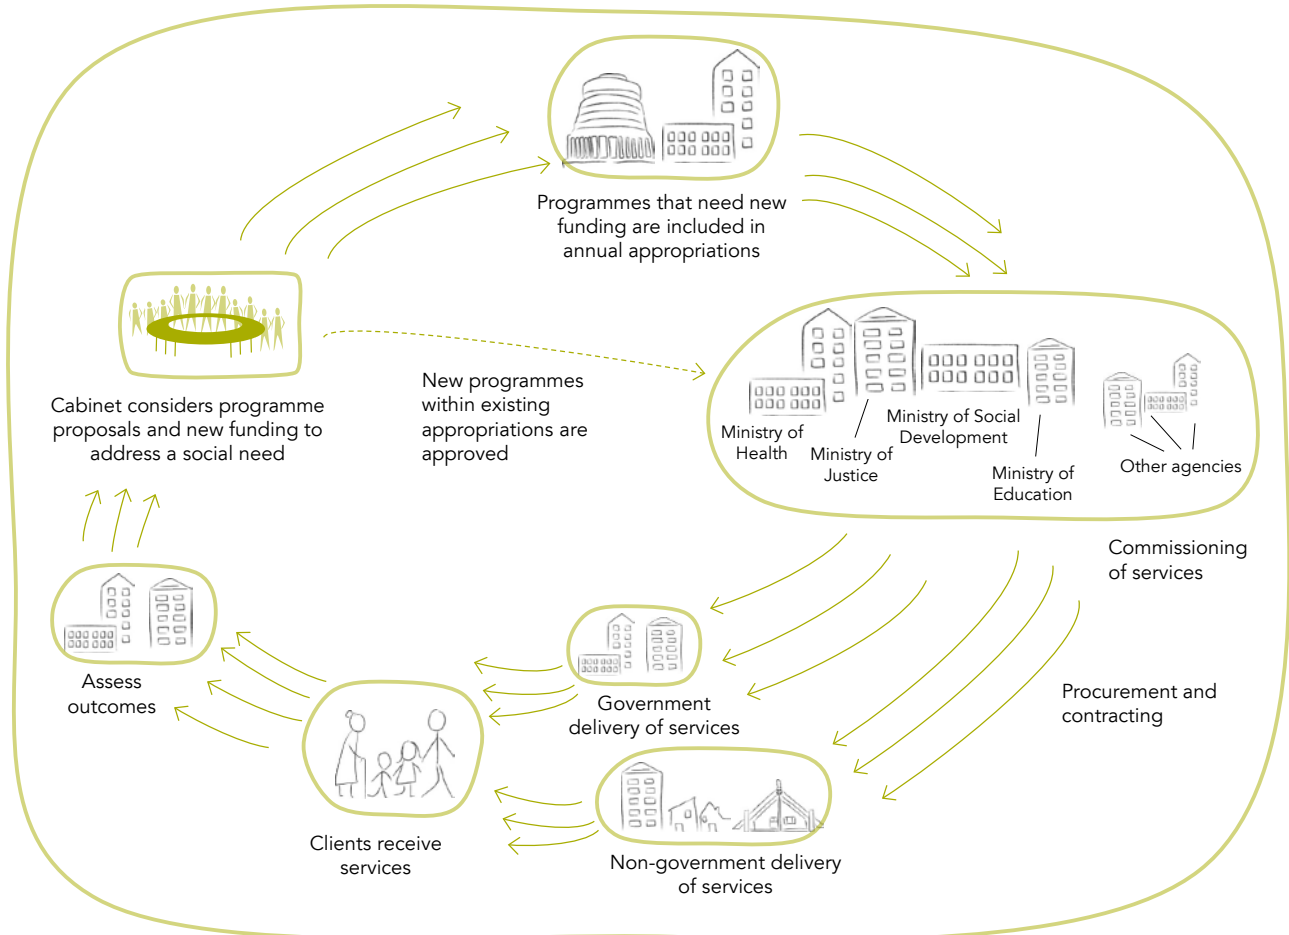 Programmes that need new
funding are included in
annual appropriations
Cabinet considers programme
proposals and new funding to
address a social need
New programmes
within existing
appropriations are
approved
Ministry of
Health
Ministry of
Justice
Ministry of Social
Development
Ministry of
Education
Other agencies
Commissioning
of services
Procurement and
contracting
Government
delivery of services
Non-government delivery
of services
Clients receive
services
Assess
outcomes